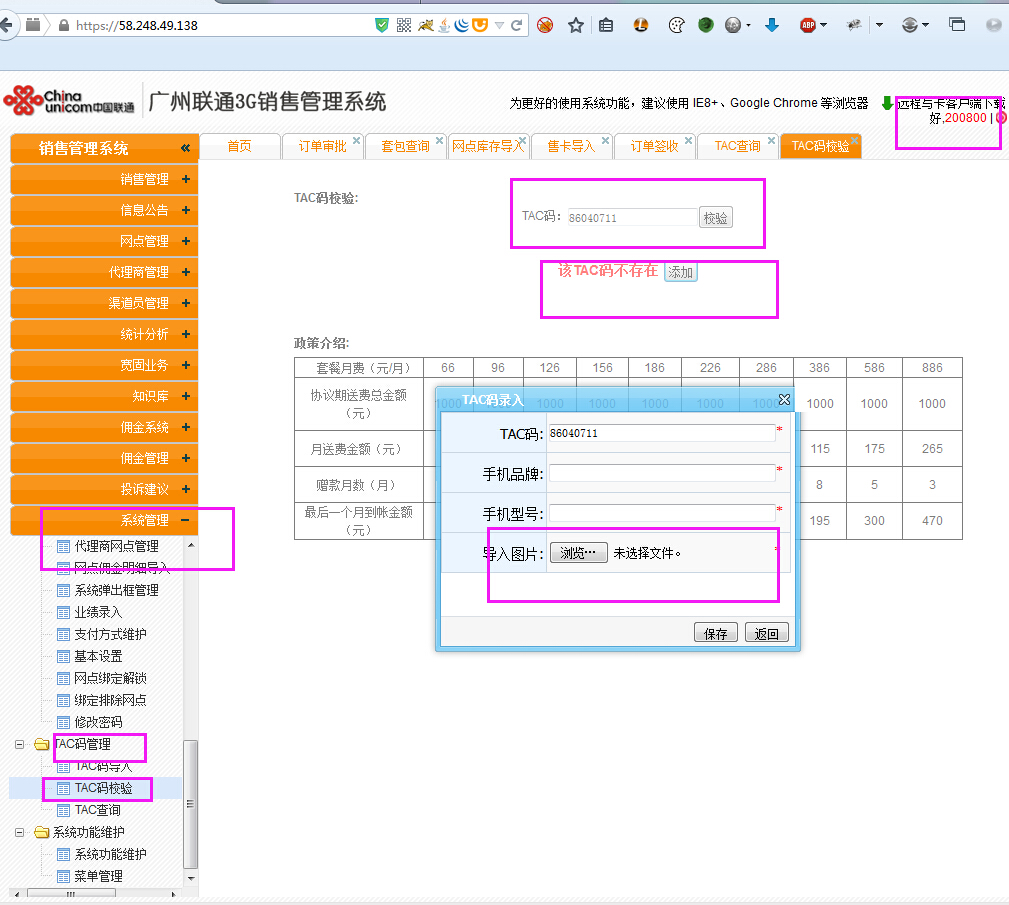 https://58.248.49.138
ABP
China
unicom中国联通
广州联通3G销售管理系统
为更好的使用系统功能，建议使用 IE8+、Google Chrome 等浏览器
远程写卡客户端下载
好,200800 |
销售管理系统 «
首页
订单审批
套包查询
网点库存导入
售卡导入
订单签收
TAC查询
TAC码校验
销售管理 +
信息公告 +
网点管理 +
代理商管理 +
渠道员管理 +
统计分析 +
宽固业务 +
知识库 +
佣金系统 +
佣金管理 +
投诉建议 +
系统管理 −
代理商网点管理
网点佣金明细导入
系统弹出框管理
业绩录入
支付方式维护
基本设置
网点绑定解锁
绑定排除网点
修改密码
TAC码管理
TAC码导入
TAC码校验
TAC查询
系统功能维护
系统功能维护
菜单管理
TAC码校验:
TAC码: 86040711 校验
该TAC码不存在 添加
政策介绍:
套餐月费（元/月） 66 96 126 156 186 226 286 386 586 886
协议期送费总金额（元） 1000 1000 1000 1000 1000 1000 1000 1000 1000 1000
月送费金额（元） 115 175 265
赠款月数（月） 8 5 3
最后一个月到帐金额（元） 195 300 470
TAC码录入
TAC码: 86040711 *
手机品牌: *
手机型号: *
导入图片: 浏览… 未选择文件。 *
保存 返回